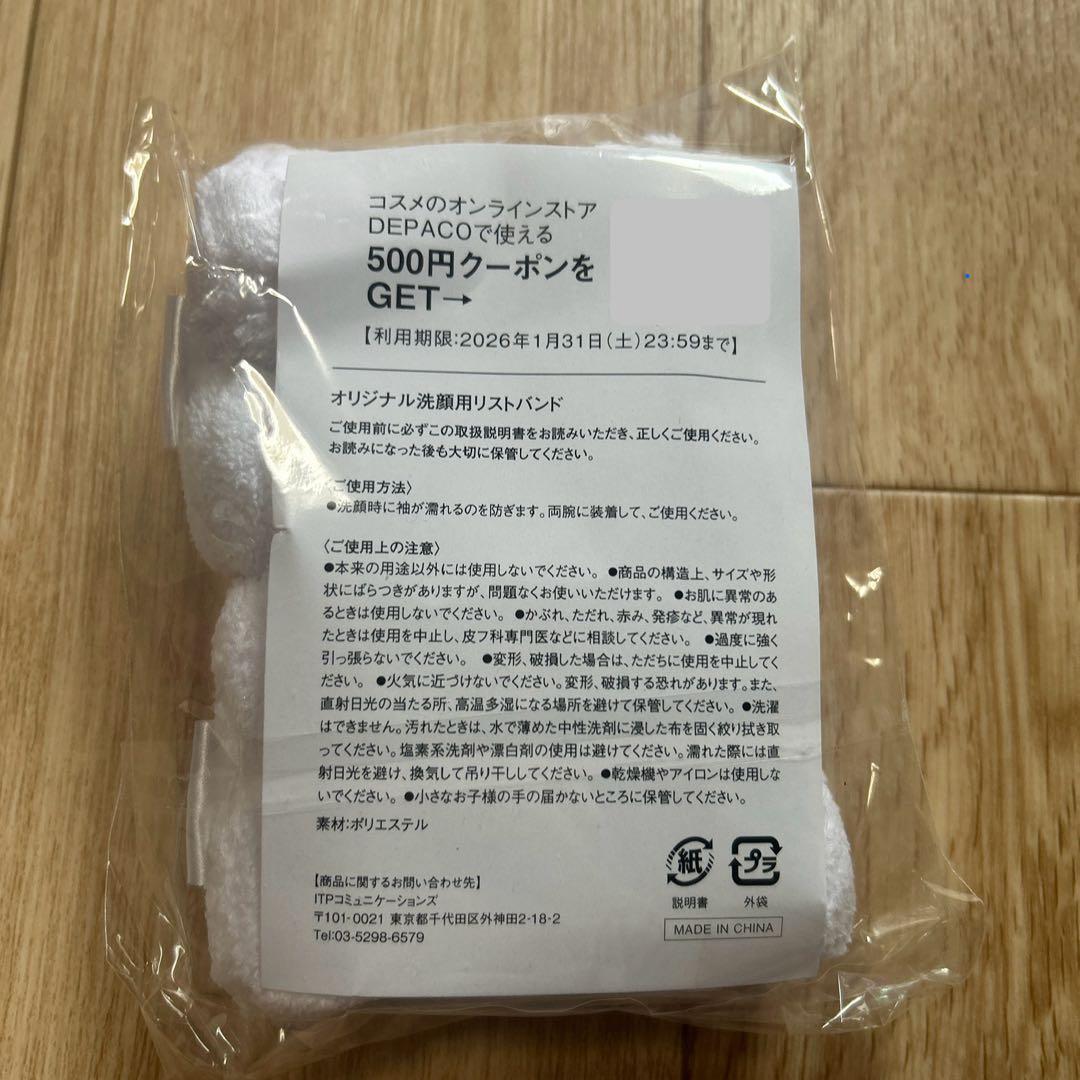 コスメのオンラインストア
DEPACOで使える
500円クーポンを
GET→
【利用期限:2026年1月31日(土)23:59まで】
オリジナル洗顔用リストバンド
ご使用前に必ずこの取扱説明書をお読みいただき、正しくご使用ください。
お読みになった後も大切に保管してください。
〈ご使用方法〉
●洗顔時に袖が濡れるのを防ぎます。両腕に装着して、ご使用ください。
〈ご使用上の注意〉
●本来の用途以外には使用しないでください。 ●商品の構造上、サイズや形
状にばらつきがありますが、問題なくお使いいただけます。 ●お肌に異常のあ
るときは使用しないでください。 ●かぶれ、ただれ、赤み、発疹など、異常が現れ
たときは使用を中止し、皮フ科専門医などに相談してください。 ●過度に強く
引っ張らないでください。 ●変形、破損した場合は、ただちに使用を中止してく
ださい。 ●火気に近づけないでください。変形、破損する恐れがあります。また、
直射日光の当たる所、高温多湿になる場所を避けて保管してください。 ●洗濯
はできません。汚れたときは、水で薄めた中性洗剤に浸した布を固く絞り拭き取
ってください。塩素系洗剤や漂白剤の使用は避けてください。濡れた際には直
射日光を避け、換気して吊り干ししてください。 ●乾燥機やアイロンは使用しな
いでください。 ●小さなお子様の手の届かないところに保管してください。
素材:ポリエステル
紙 プラ
説明書 外袋
【商品に関するお問い合わせ先】
ITPコミュニケーションズ
〒101-0021 東京都千代田区外神田2-18-2
Tel:03-5298-6579
MADE IN CHINA